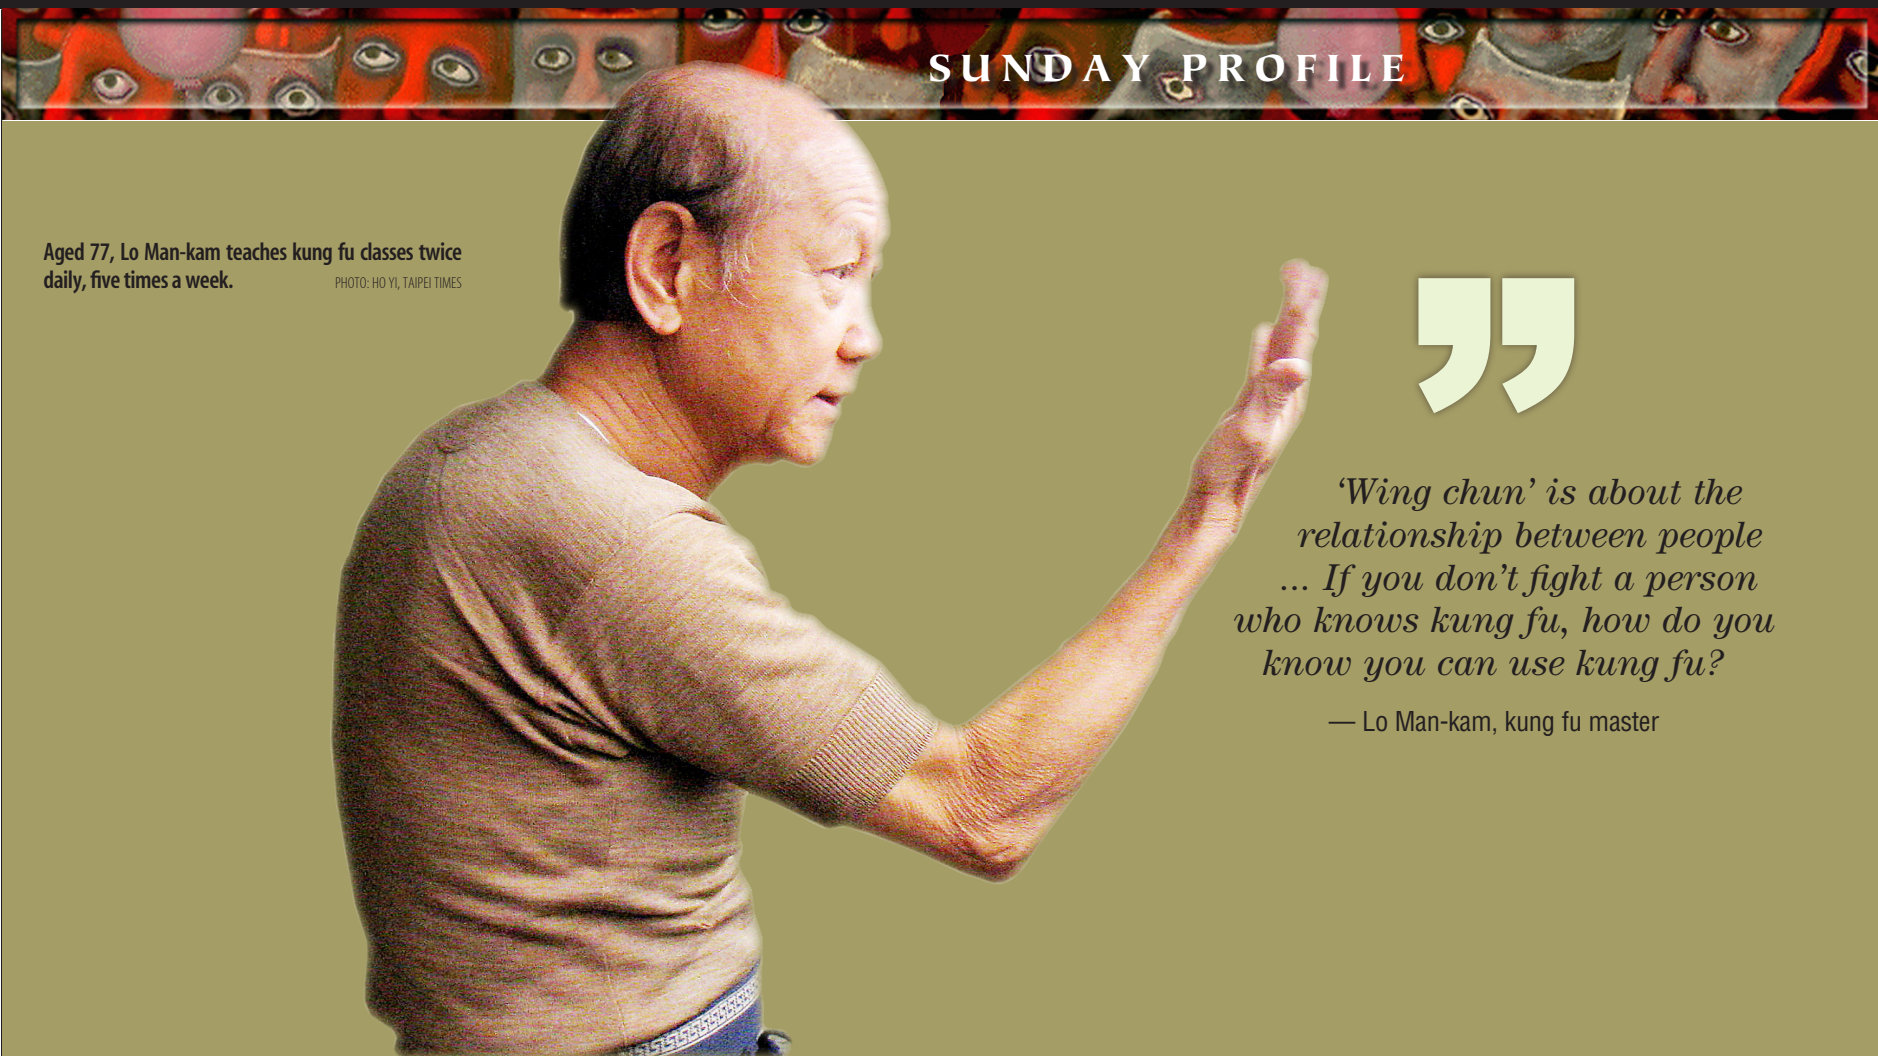 SUNDAY PROFILE
Aged 77, Lo Man-kam teaches kung fu classes twice
daily, five times a week.
PHOTO: HO YI, TAIPEI TIMES
”
‘Wing chun’ is about the
relationship between people
... If you don’t fight a person
who knows kung fu, how do you
know you can use kung fu?
— Lo Man-kam, kung fu master